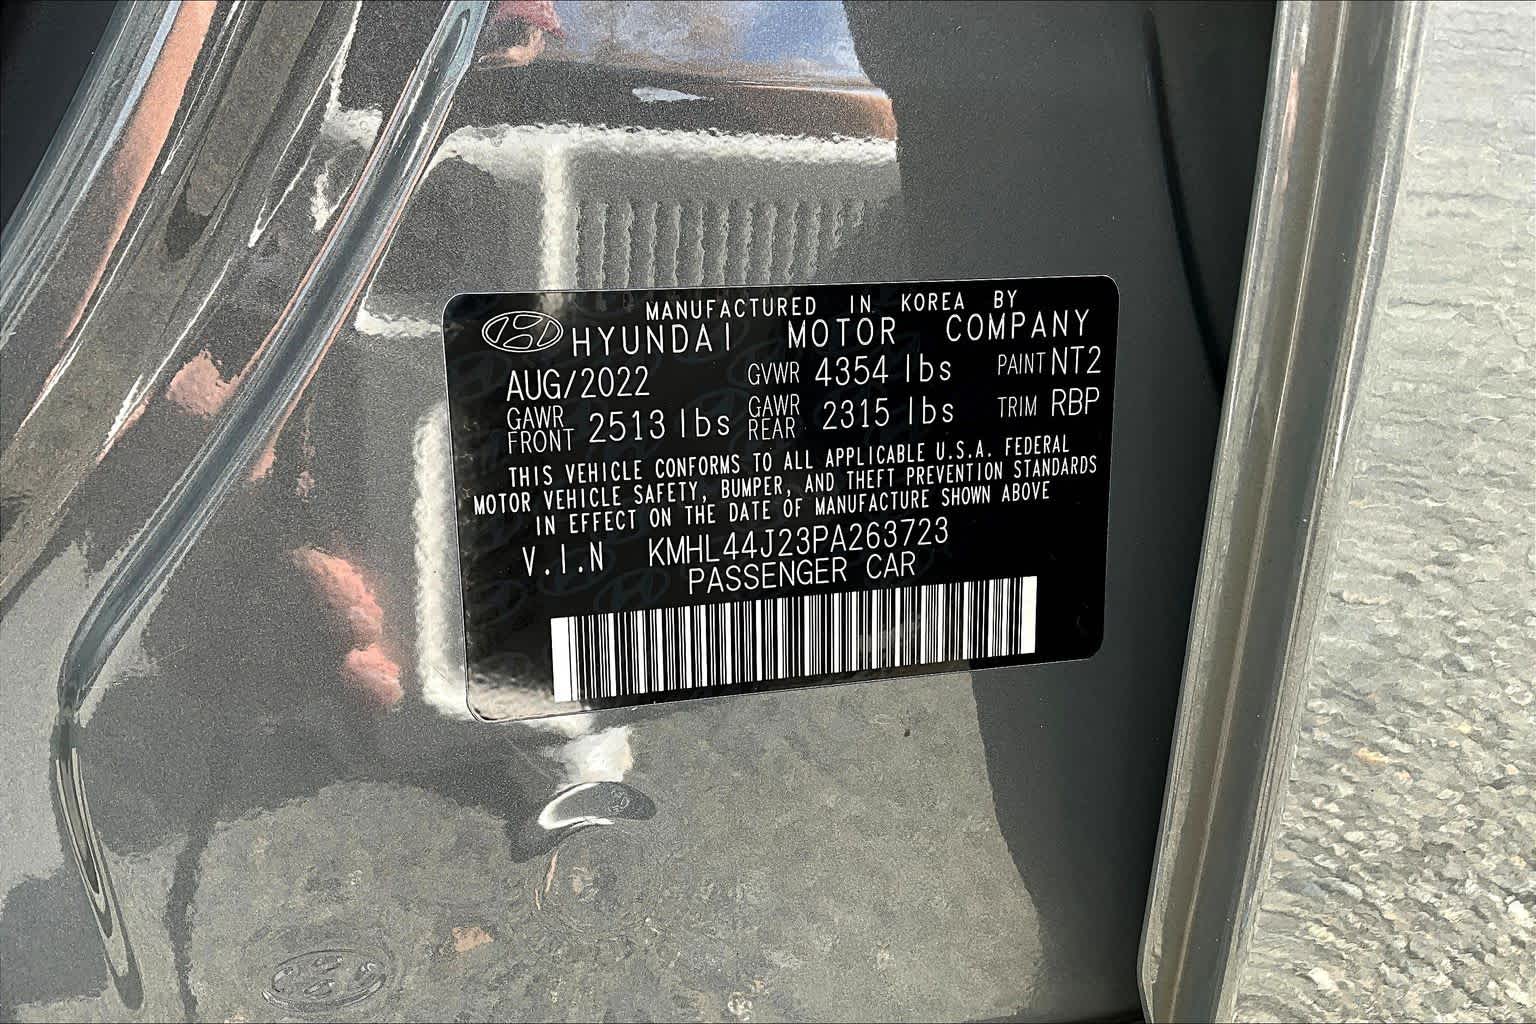 MANUFACTURED IN KOREA BY
HYUNDAI MOTOR COMPANY
AUG/2022 GVWR 4354 lbs PAINT NT2
GAWR FRONT 2513 lbs GAWR REAR 2315 lbs TRIM RBP
THIS VEHICLE CONFORMS TO ALL APPLICABLE U.S.A. FEDERAL
MOTOR VEHICLE SAFETY, BUMPER, AND THEFT PREVENTION STANDARDS
IN EFFECT ON THE DATE OF MANUFACTURE SHOWN ABOVE
V.I.N KMHL44J23PA263723
PASSENGER CAR